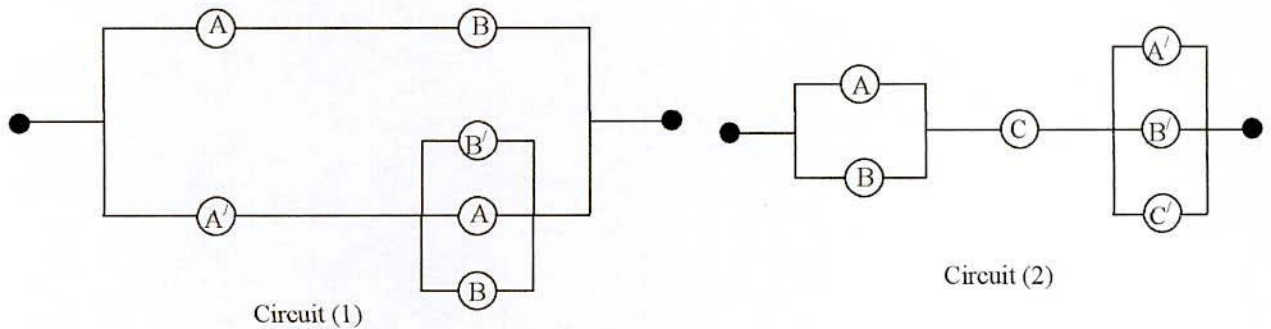 A B
B/
A/ A
B
Circuit (1)
A/
A
C B/
B
C/
Circuit (2)